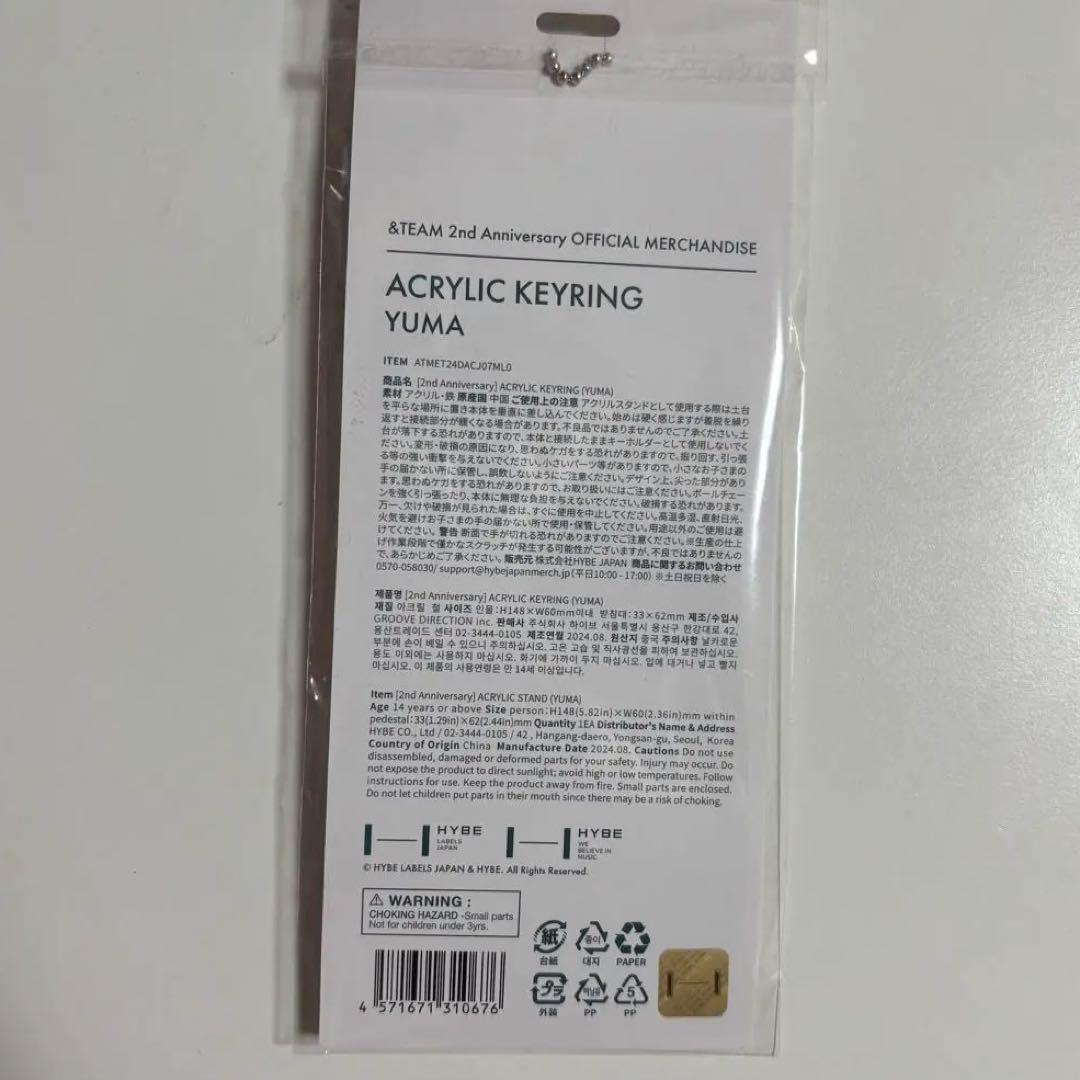 &TEAM 2nd Anniversary OFFICIAL MERCHANDISE
ACRYLIC KEYRING
YUMA
ITEM ATMET24DACJ07ML0
商品名 [2nd Anniversary] ACRYLIC KEYRING (YUMA)
素材 アクリル・鉄 原産国 中国 ご使用上の注意 アクリルスタンドとして使用する際は土台
を平らな場所に置き本体を垂直に差し込んでください。始めは硬く感じますが着脱を繰り
返すと接続部分が緩くなる場合があります。不良品ではありませんのでご了承ください。土
台が落下する恐れがありますので、本体と接続したままキーホルダーとして使用しないでく
ださい。変形・破損の原因になり、思わぬケガをする恐れがありますので、振り回す、引っ張
る等の強い衝撃を与えないでください。小さいパーツ等がありますので、小さなお子さまの
手の届かない所に保管し、誤飲しないようにご注意ください。デザイン上、尖った部分があり
ます。思わぬケガをする恐れがありますので、お取り扱いにはご注意ください。ボールチェー
ンを強く引っ張ったり、本体に無理な負担を与えないでください。破損する恐れがあります。
万一、欠けや破損が見られた場合は、すぐに使用を中止してください。高温多湿、直射日光、
火気を避けお子さまの手の届かない所で使用・保管してください。用途以外のご使用は避
けてください。 警告 断面で手が切れる恐れがありますのでご注意ください。※生産の仕上
げ作業段階で僅かなスクラッチが発生する可能性がございますが、不良ではありませんの
で、あらかじめご了承ください。 販売元 株式会社HYBE JAPAN 商品に関するお問い合わせ
0570-058030/ support@hybejapanmerch.jp (平日10:00 - 17:00) ※土日祝日を除く
제품명 [2nd Anniversary] ACRYLIC KEYRING (YUMA)
재질 아크릴 철 사이즈 인물:H148×W60mm이내 받침대:33×62mm 제조/수입사
GROOVE DIRECTION inc. 판매사 주식회사 하이브 서울특별시 용산구 한강대로 42,
용산트레이드 센터 02-3444-0105 제조연월 2024.08. 원산지 중국 주의사항 날카로운
부분에 손이 베일 수 있으니 주의하십시오. 고온 고습 및 직사광선을 피하여 보관하십시오.
용도 이외에는 사용하지 마십시오. 화기에 가까이 두지 마십시오. 입에 대거나 넣고 빨지
마십시오. 이 제품의 사용연령은 만 14세 이상입니다.
Item [2nd Anniversary] ACRYLIC STAND (YUMA)
Age 14 years or above Size person:H148(5.82in)×W60(2.36in)mm within
pedestal:33(1.29in)×62(2.44in)mm Quantity 1EA Distributor's Name & Address
HYBE CO., Ltd / 02-3444-0105 / 42 , Hangang-daero, Yongsan-gu, Seoul, Korea
Country of Origin China Manufacture Date 2024.08. Cautions Do not use
disassembled, damaged or deformed parts for your safety. Injury may occur. Do
not expose the product to direct sunlight; avoid high or low temperatures. Follow
instructions for use. Keep the product away from fire. Small parts are enclosed.
Do not let children put parts in their mouth since there may be a risk of choking.
HYBE
LABELS
JAPAN
HYBE
WE
BELIEVE IN
MUSIC
© HYBE LABELS JAPAN & HYBE. All Rights Reserved.
WARNING :
CHOKING HAZARD -Small parts
Not for children under 3yrs.
紙
台紙
종이
대지
PAPER
プラ
外装
비닐류
PP
5
PP
4 571671 310676